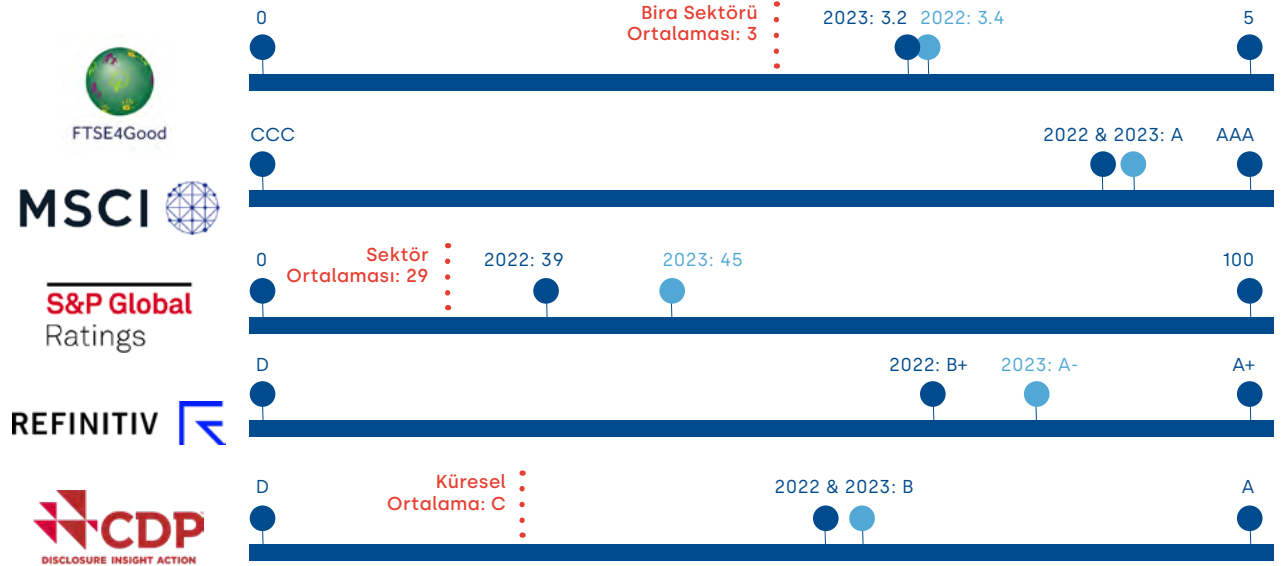 0
Bira Sektörü
Ortalaması: 3
2023: 3.2
2022: 3.4
5
FTSE4Good
CCC
2022 & 2023: A
AAA
MSCI
0
Sektör
Ortalaması: 29
2022: 39
2023: 45
100
S&P Global
Ratings
D
2022: B+
2023: A-
A+
REFINITIV
D
Küresel
Ortalama: C
2022 & 2023: B
A
CDP
DISCLOSURE INSIGHT ACTION